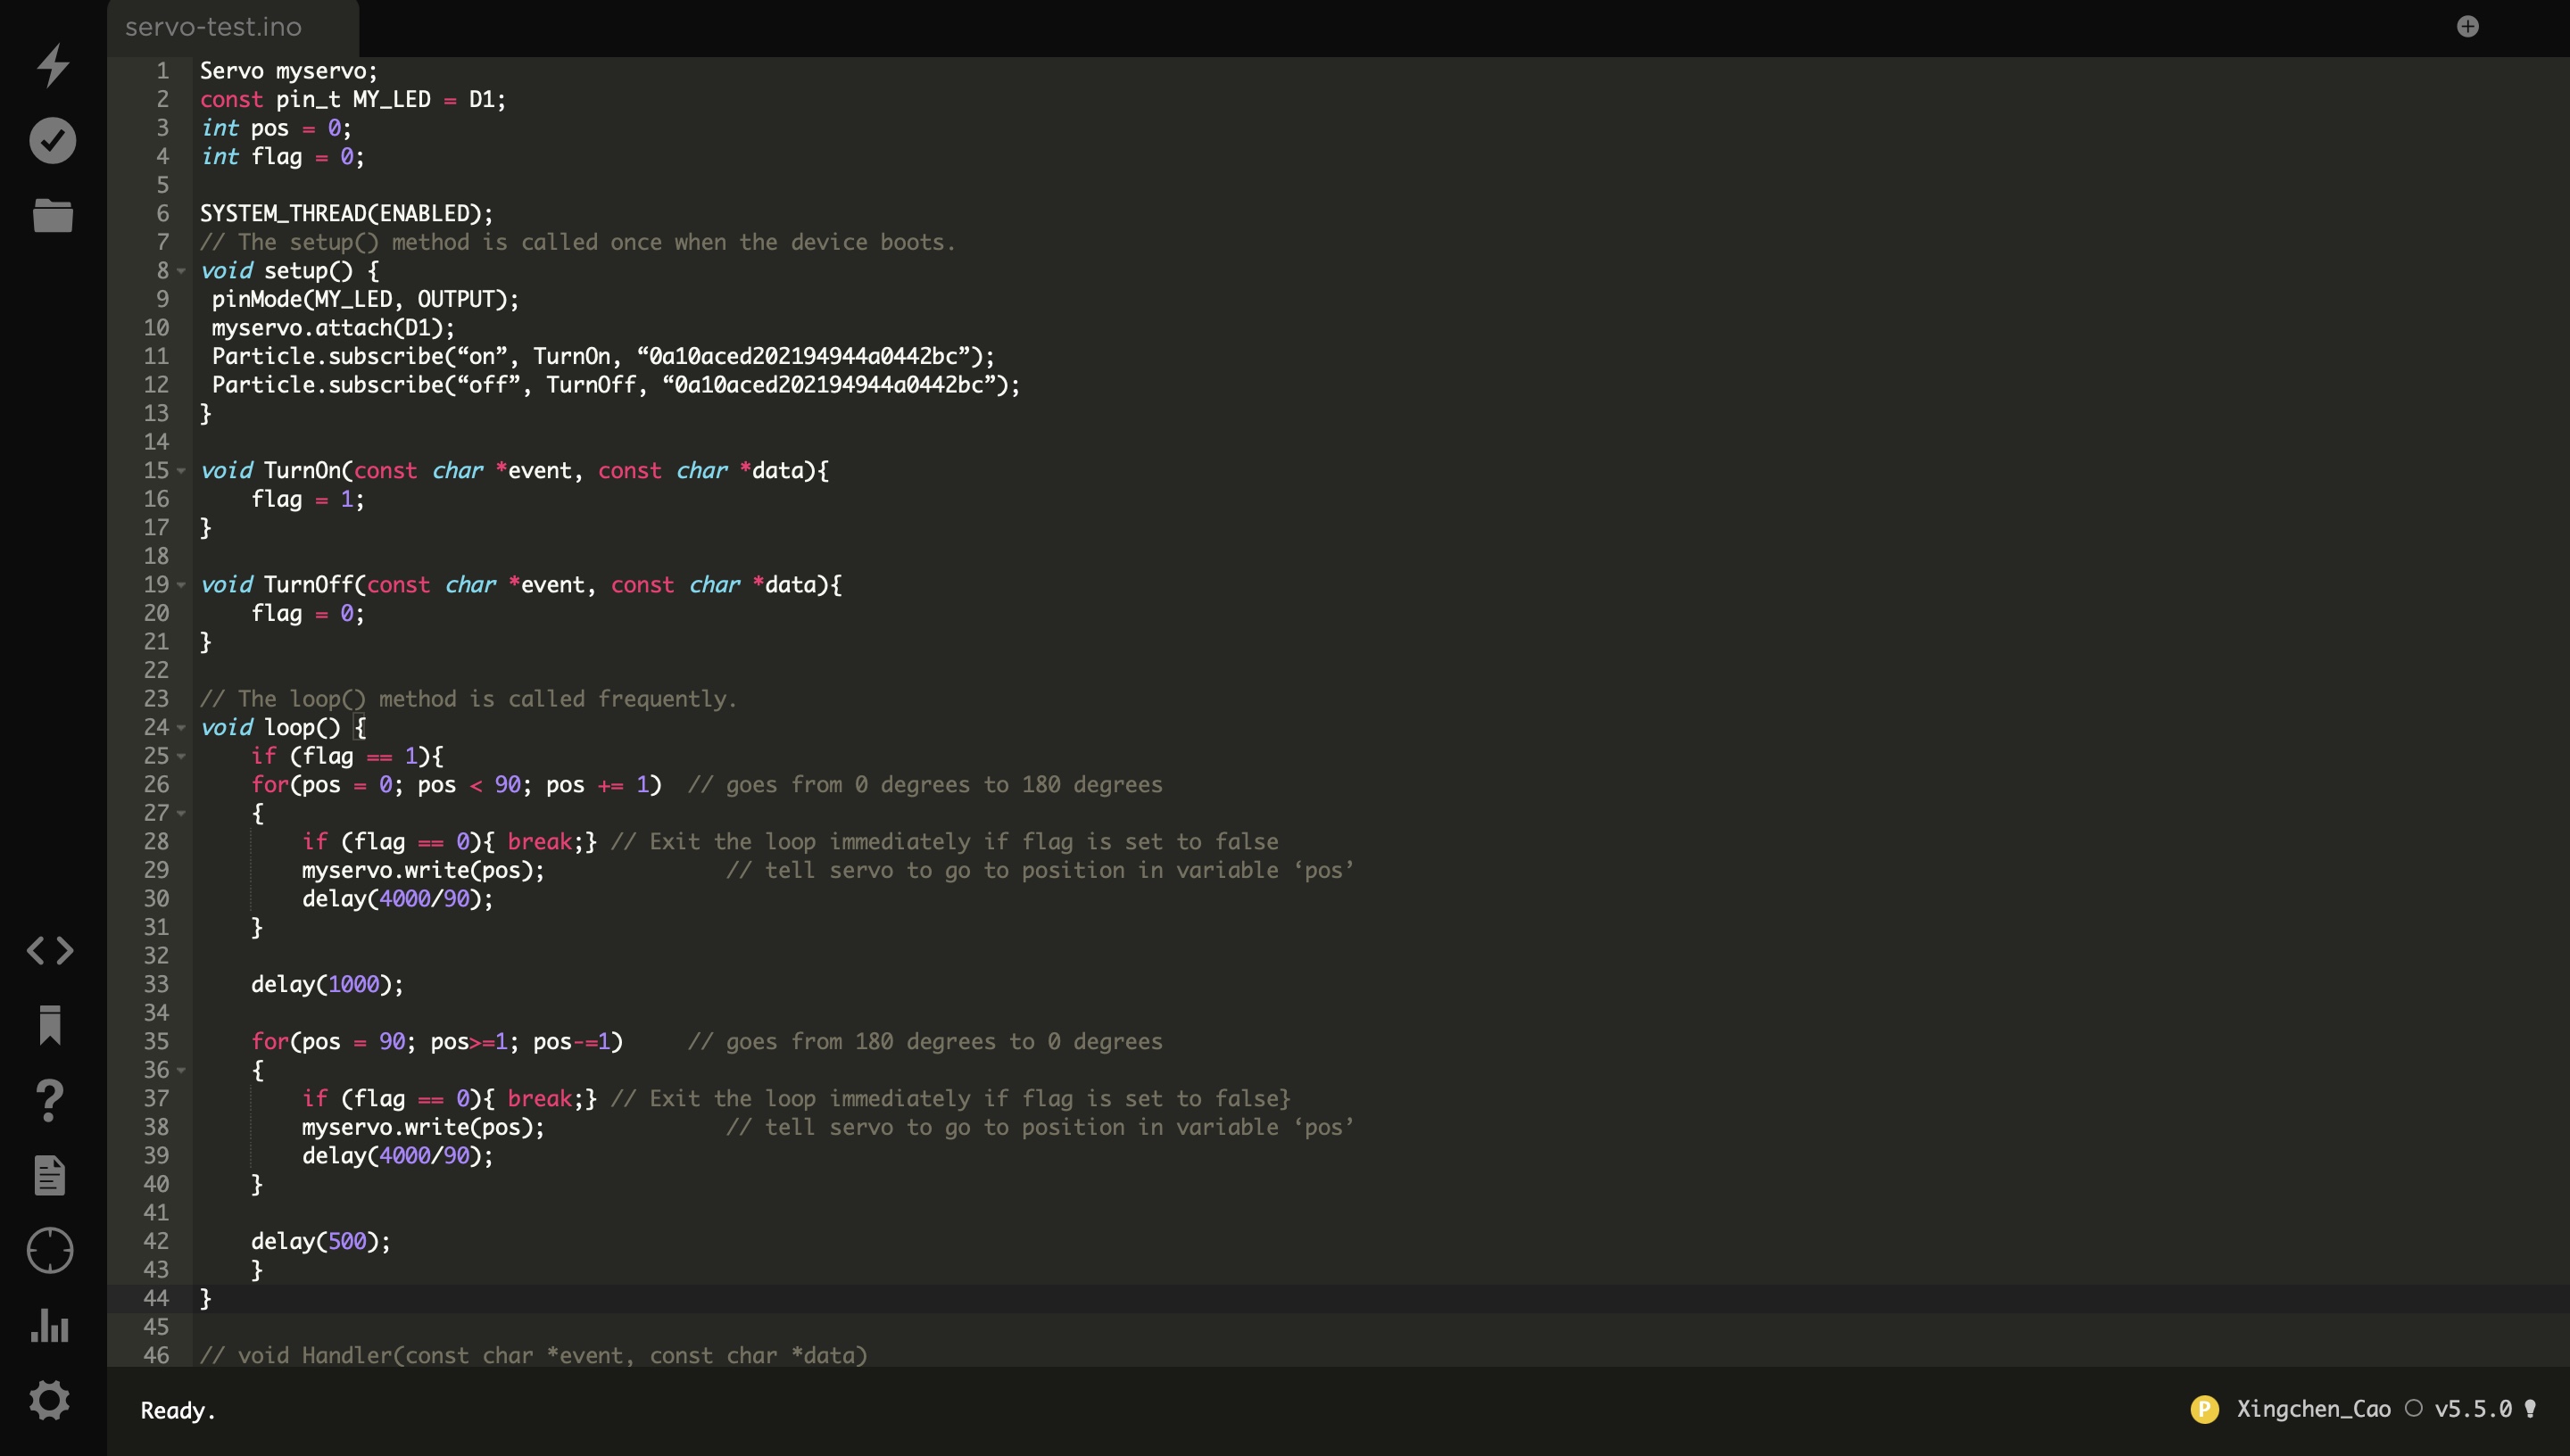 servo-test.ino
1 Servo myservo;
2 const pin_t MY_LED = D1;
3 int pos = 0;
4 int flag = 0;
5
6 SYSTEM_THREAD(ENABLED);
7 // The setup() method is called once when the device boots.
8 void setup() {
9 pinMode(MY_LED, OUTPUT);
10 myservo.attach(D1);
11 Particle.subscribe(“on”, TurnOn, “0a10aced202194944a0442bc”);
12 Particle.subscribe(“off”, TurnOff, “0a10aced202194944a0442bc”);
13 }
14
15 void TurnOn(const char *event, const char *data){
16 flag = 1;
17 }
18
19 void TurnOff(const char *event, const char *data){
20 flag = 0;
21 }
22
23 // The loop() method is called frequently.
24 void loop() {
25 if (flag == 1){
26 for(pos = 0; pos < 90; pos += 1) // goes from 0 degrees to 180 degrees
27 {
28 if (flag == 0){ break;} // Exit the loop immediately if flag is set to false
29 myservo.write(pos); // tell servo to go to position in variable ‘pos’
30 delay(4000/90);
31 }
32
33 delay(1000);
34
35 for(pos = 90; pos>=1; pos-=1) // goes from 180 degrees to 0 degrees
36 {
37 if (flag == 0){ break;} // Exit the loop immediately if flag is set to false}
38 myservo.write(pos); // tell servo to go to position in variable ‘pos’
39 delay(4000/90);
40 }
41
42 delay(500);
43 }
44 }
45
46 // void Handler(const char *event, const char *data)
Ready.
P Xingchen_Cao v5.5.0